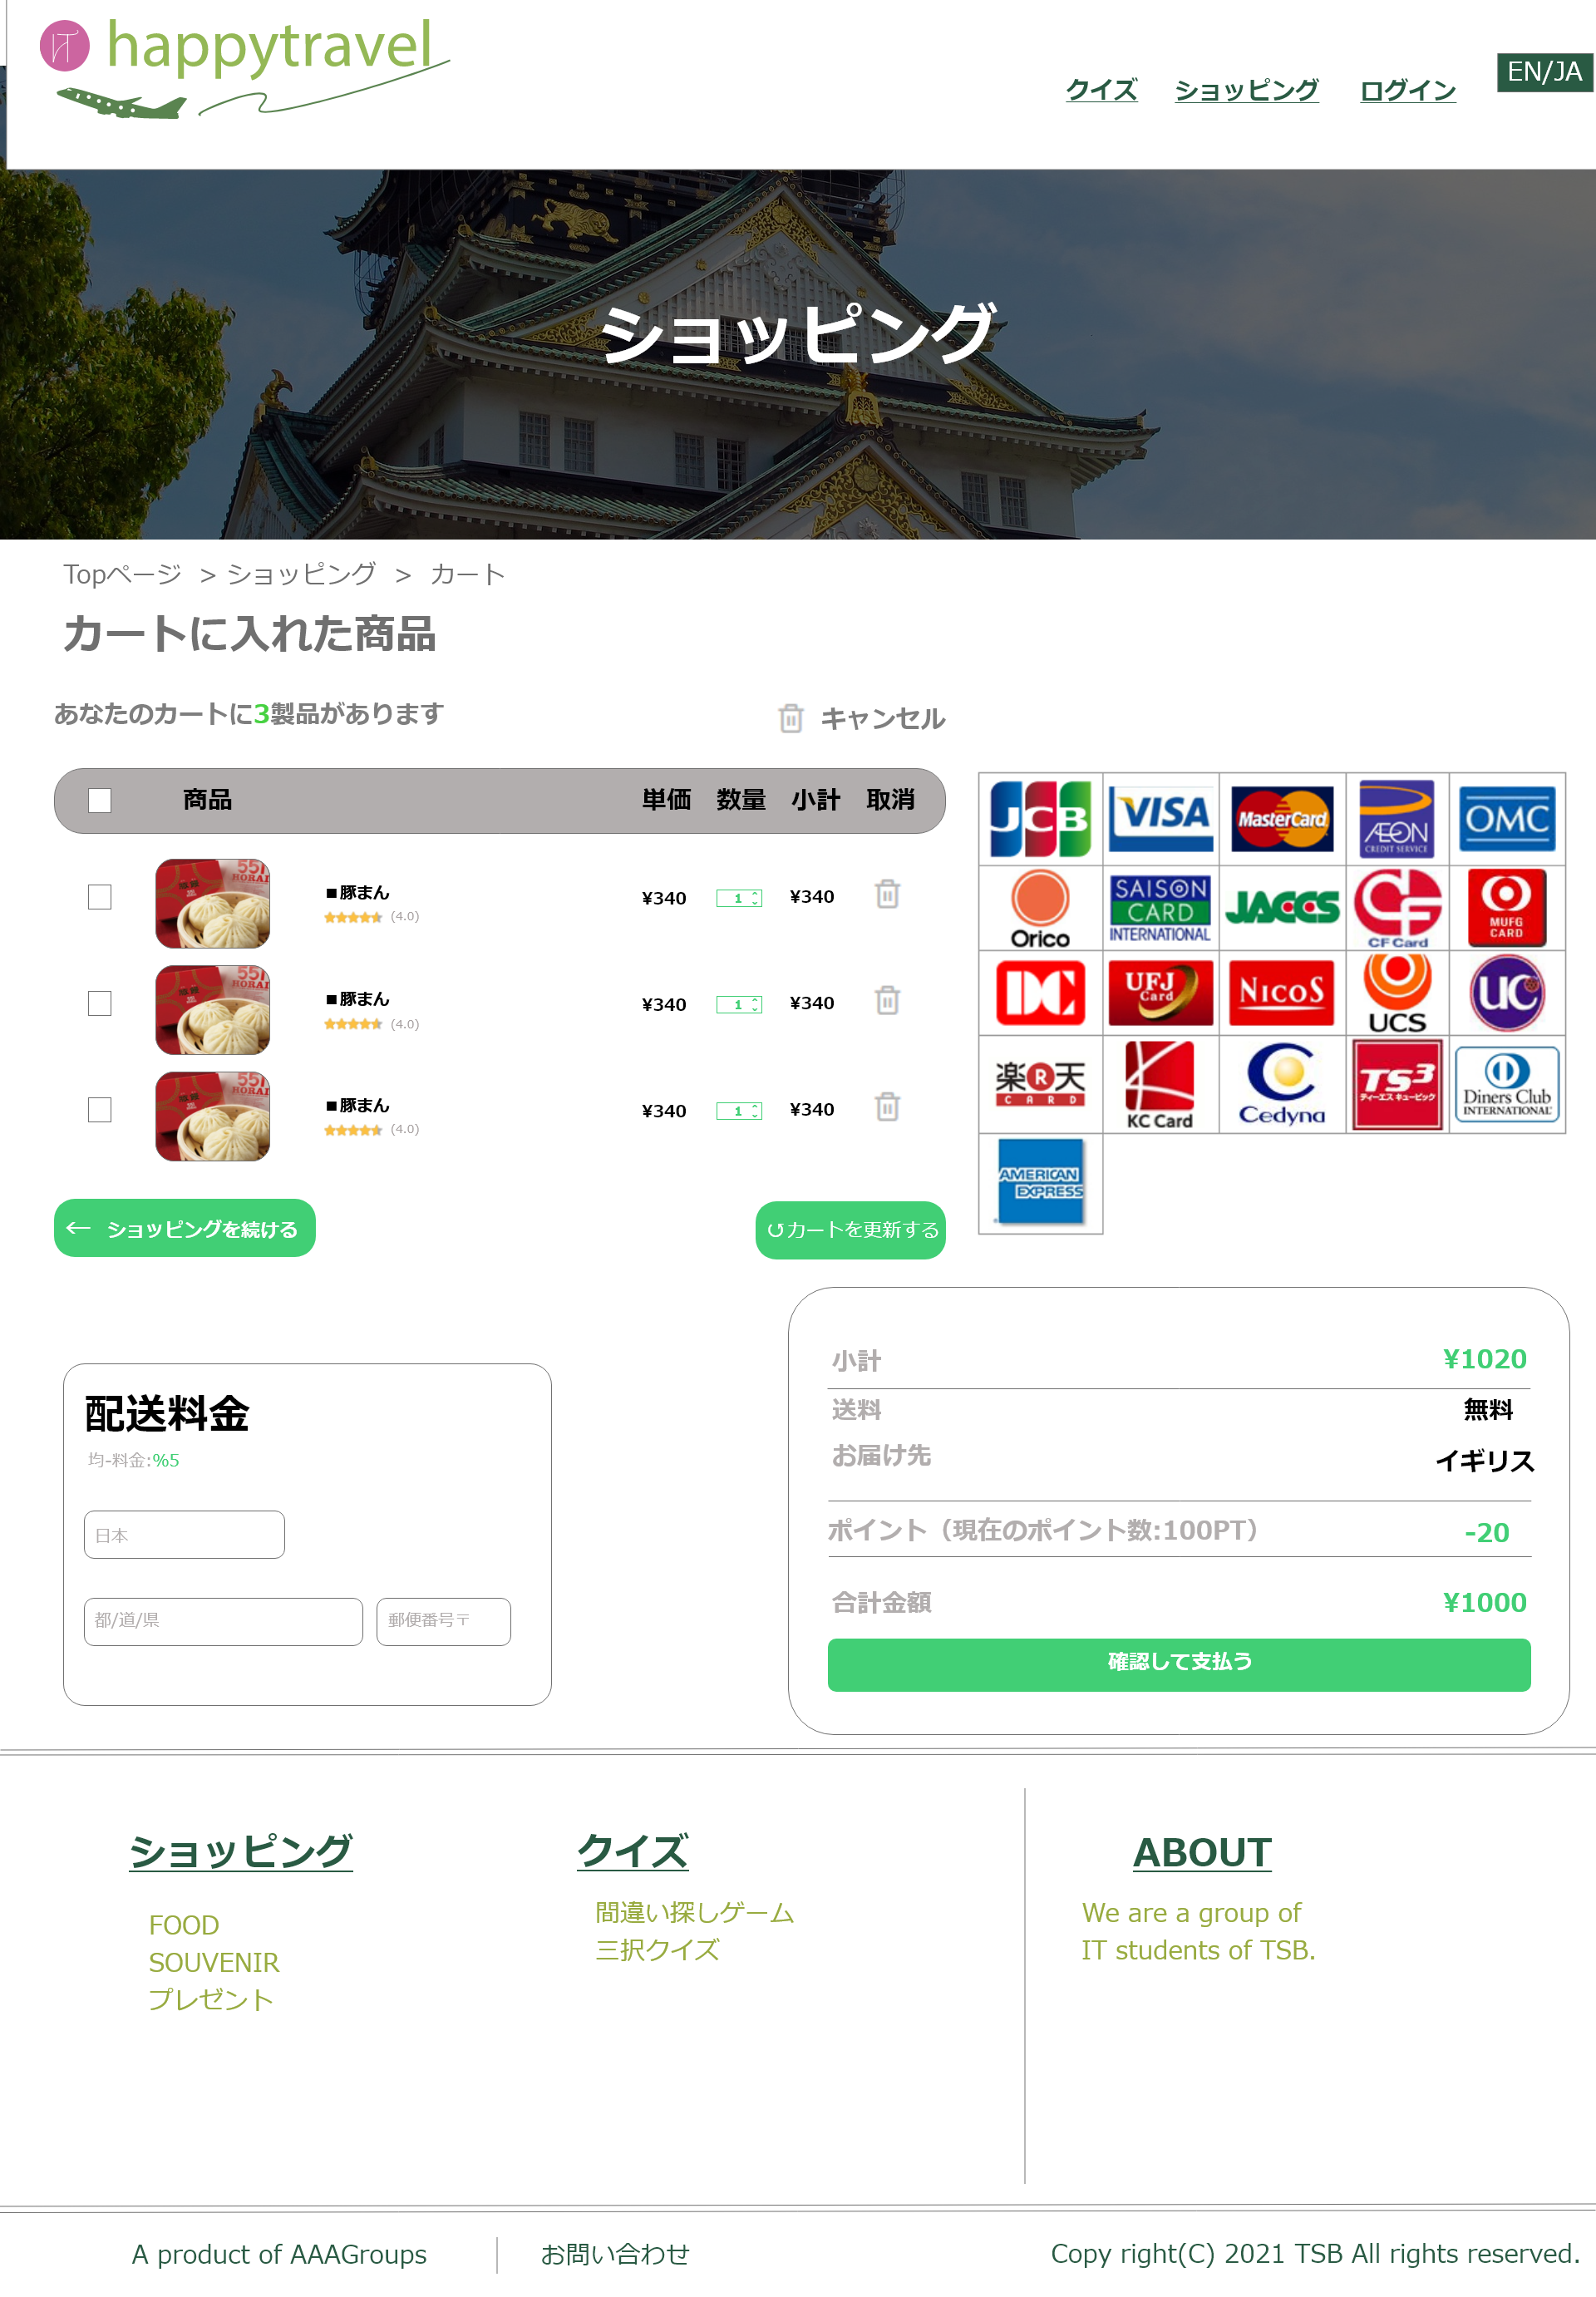 IT happytravel
クイズ ショッピング ログイン EN/JA
ショッピング
Topページ > ショッピング > カート
カートに入れた商品
あなたのカートに3製品があります
キャンセル
商品 単価 数量 小計 取消
■豚まん ¥340 1 ¥340
(4.0)
■豚まん ¥340 1 ¥340
(4.0)
■豚まん ¥340 1 ¥340
(4.0)
JCB VISA MasterCard ÆON CREDIT SERVICE OMC
Orico SAISON CARD INTERNATIONAL JACCS CF Card MUFG CARD
DC UFJ Card NICOS UCS UC
楽R天 CARD KC Card Cedyna TS3 ティーエス キュービック Diners Club INTERNATIONAL
AMERICAN EXPRESS
← ショッピングを続ける
↺カートを更新する
配送料金
均-料金:%5
日本
都/道/県
郵便番号〒
小計 ¥1020
送料 無料
お届け先 イギリス
ポイント（現在のポイント数:100PT） -20
合計金額 ¥1000
確認して支払う
ショッピング
FOOD
SOUVENIR
プレゼント
クイズ
間違い探しゲーム
三択クイズ
ABOUT
We are a group of
IT students of TSB.
A product of AAAGroups
お問い合わせ
Copy right(C) 2021 TSB All rights reserved.